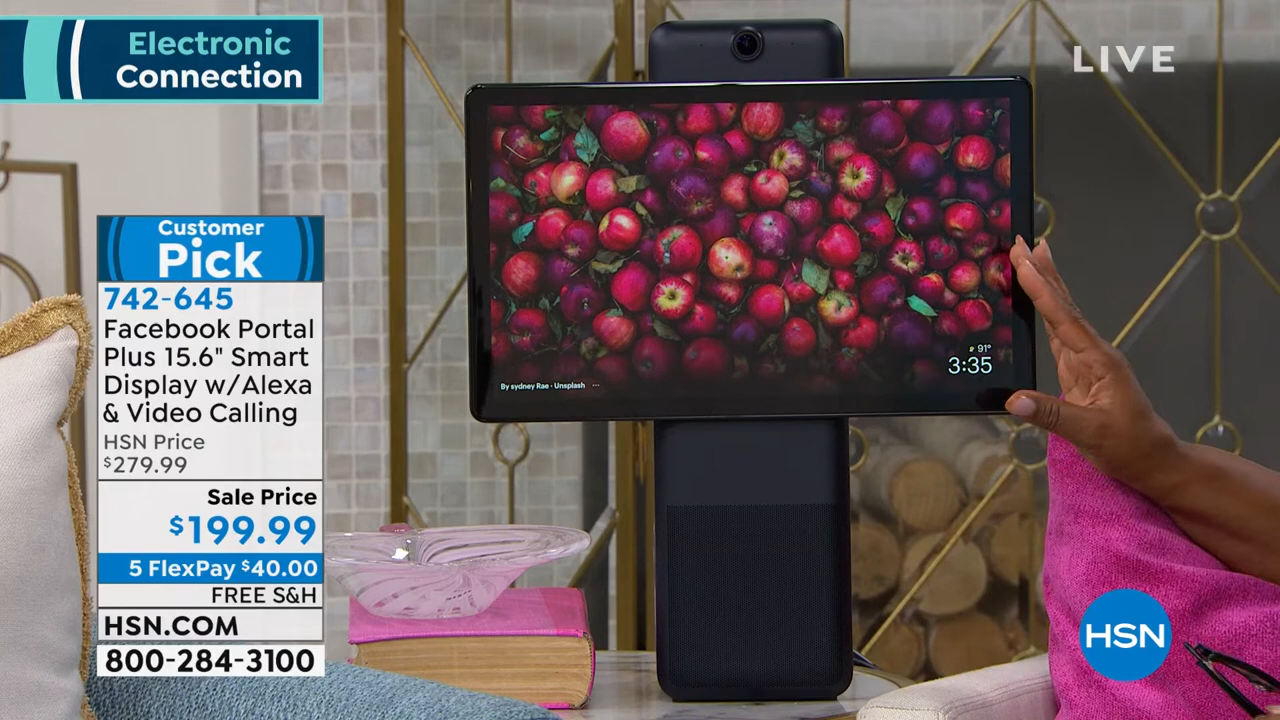 Electronic
Connection
LIVE
Customer
Pick
742-645
Facebook Portal
Plus 15.6" Smart
Display w/Alexa
& Video Calling
HSN Price
$279.99
Sale Price
$199.99
5 FlexPay $40.00
FREE S&H
HSN.COM
800-284-3100
91°
3:35
By sydney Rae · Unsplash ...
HSN